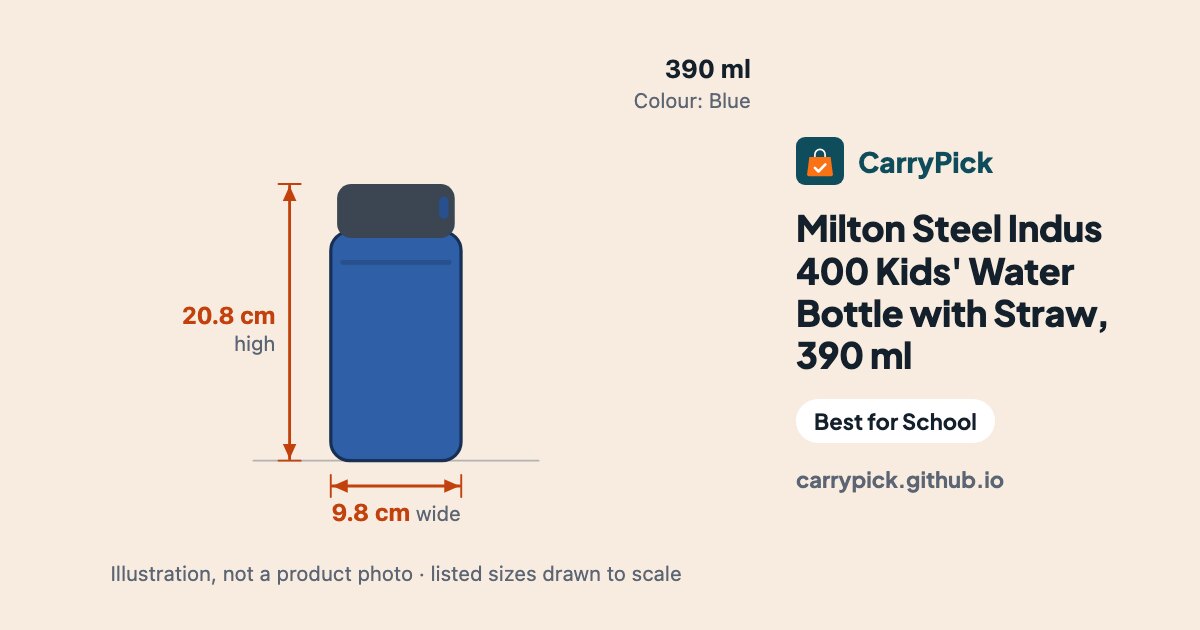 390 ml
Colour: Blue
CarryPick
Milton Steel Indus
400 Kids' Water
Bottle with Straw,
390 ml
Best for School
carrypick.github.io
20.8 cm
high
9.8 cm wide
Illustration, not a product photo · listed sizes drawn to scale